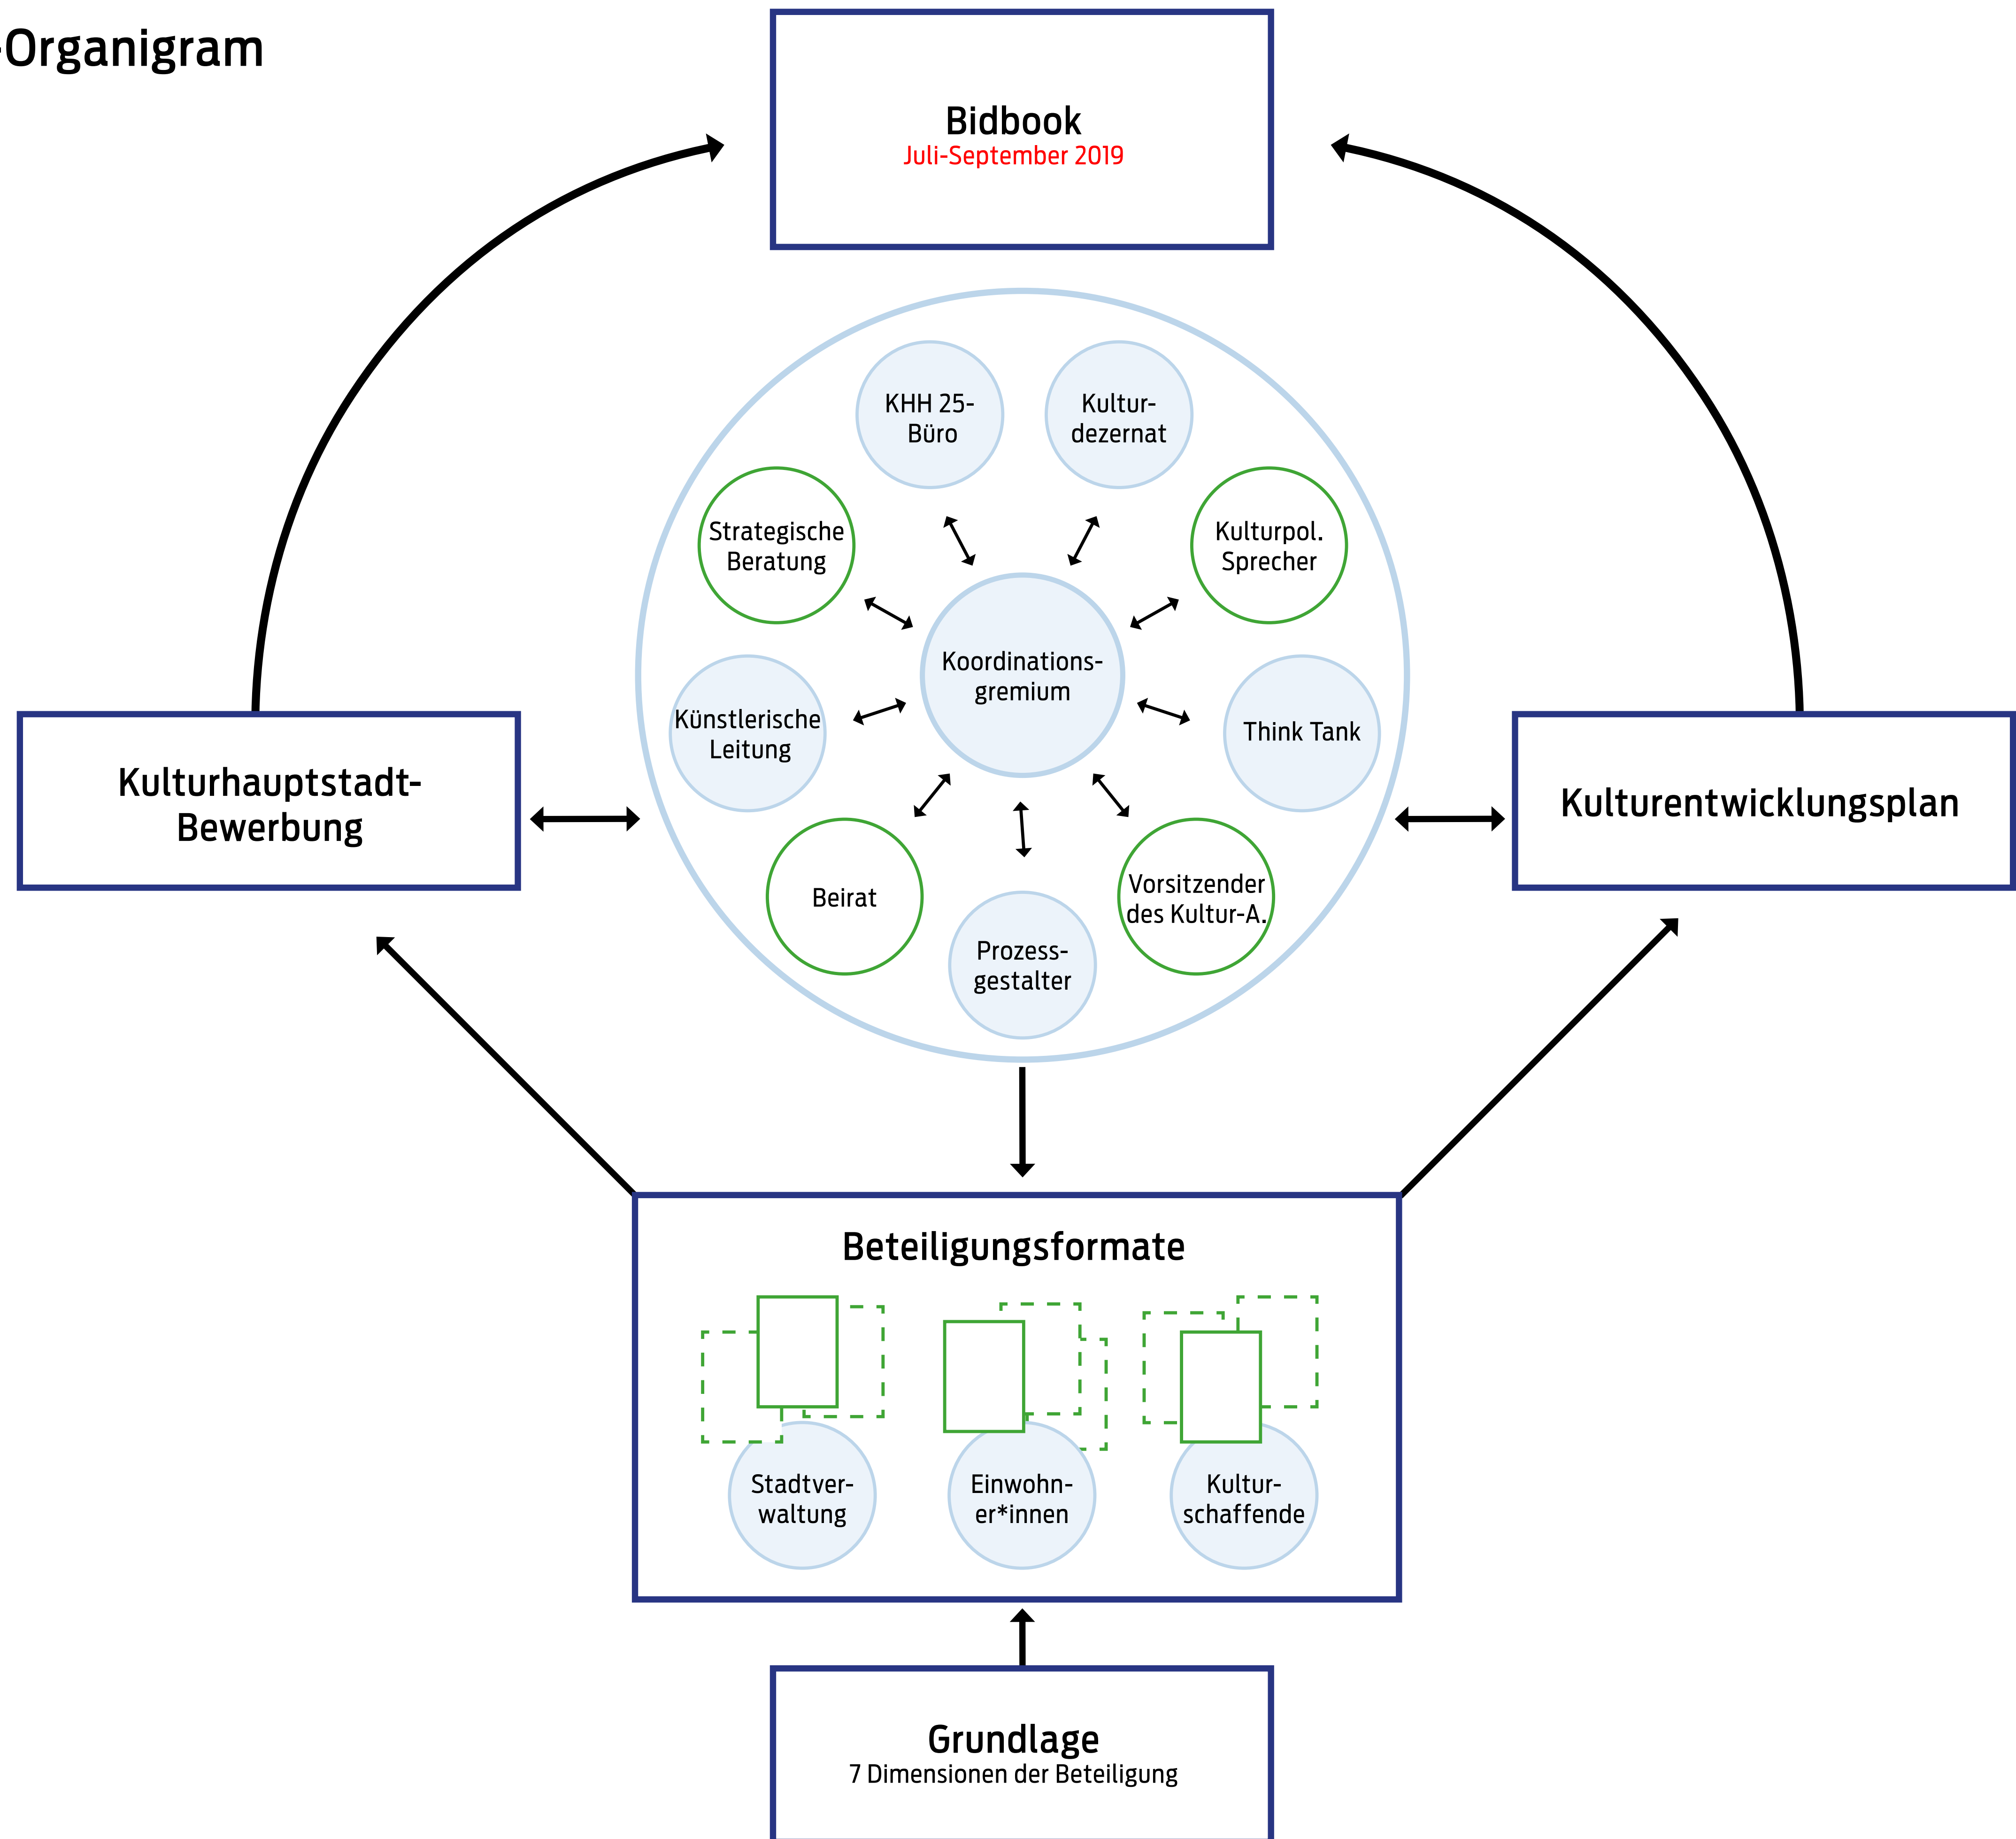 -Organigram
Bidbook
Juli-September 2019
KHH 25-
Büro
Kultur-
dezernat
Strategische
Beratung
Kulturpol.
Sprecher
Koordinations-
gremium
Künstlerische
Leitung
Think Tank
Kulturhauptstadt-
Bewerbung
Kulturentwicklungsplan
Beirat
Vorsitzender
des Kultur-A.
Prozess-
gestalter
Beteiligungsformate
Stadtver-
waltung
Einwohn-
er*innen
Kultur-
schaffende
Grundlage
7 Dimensionen der Beteiligung